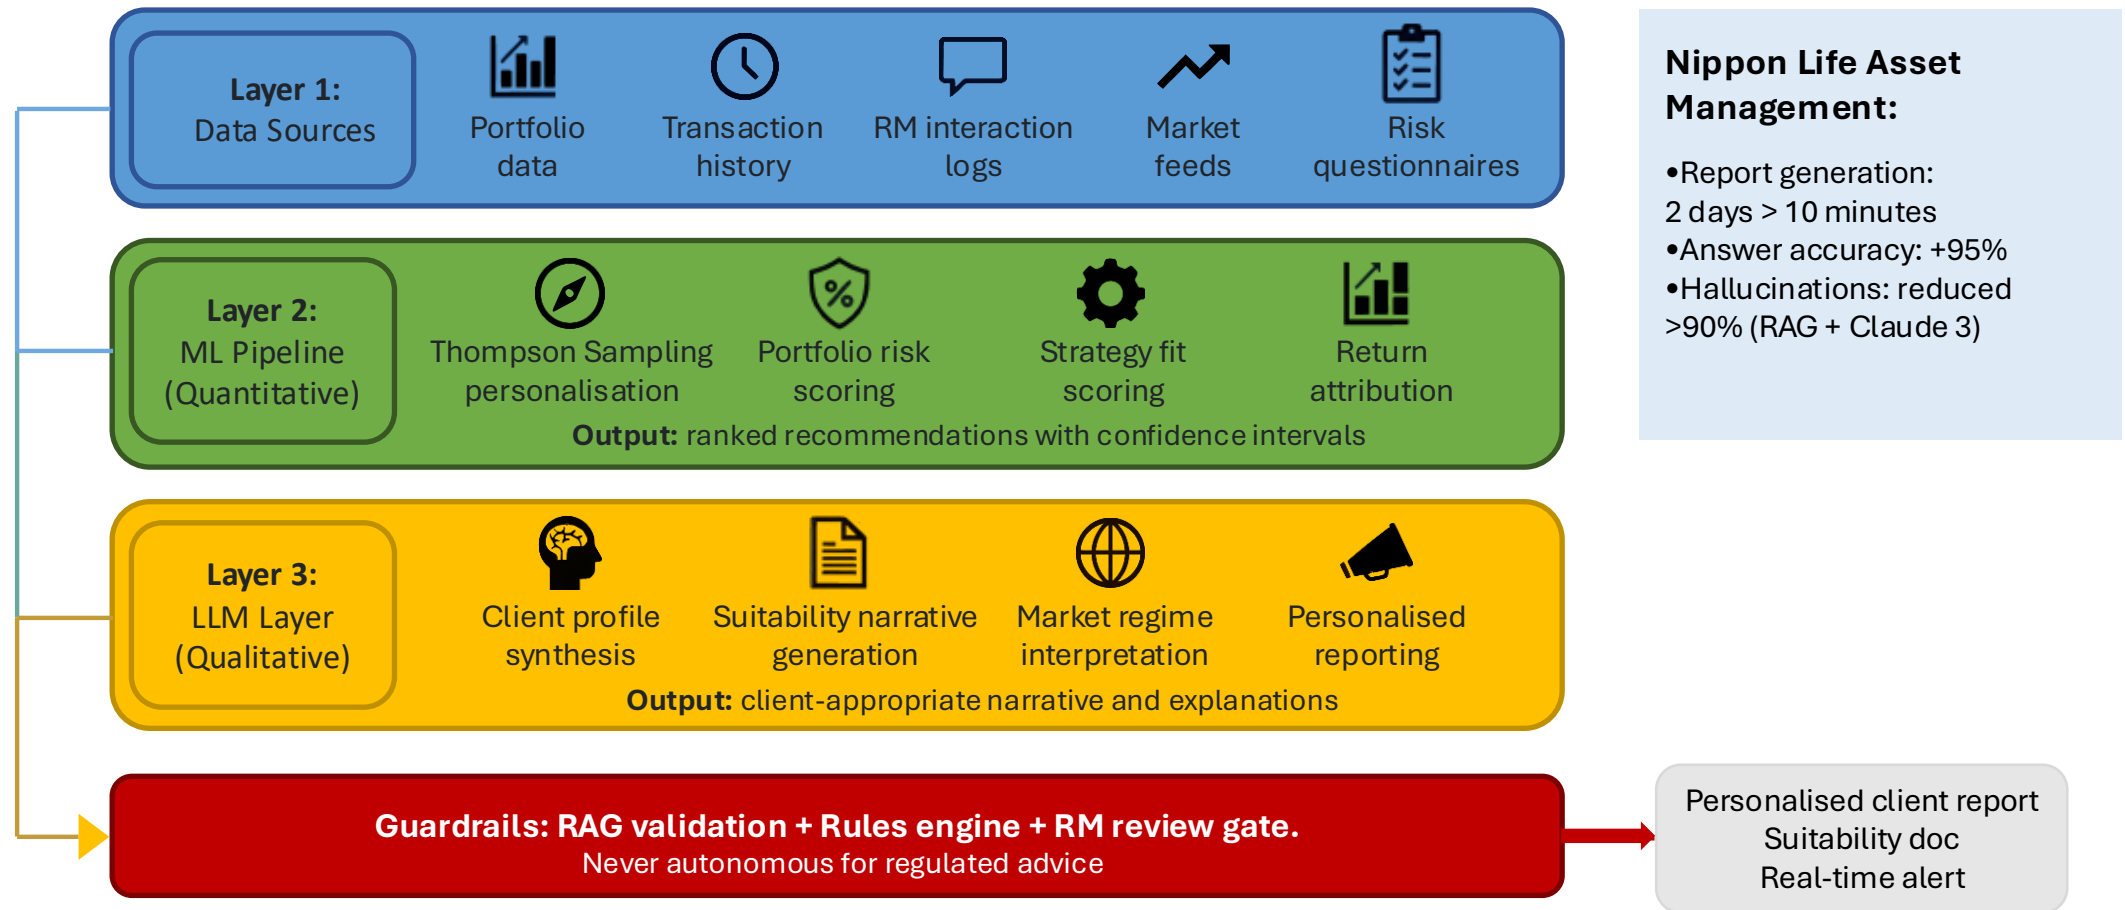 Layer 1:
Data Sources
Portfolio
data
Transaction
history
RM interaction
logs
Market
feeds
Risk
questionnaires
Layer 2:
ML Pipeline
(Quantitative)
Thompson Sampling
personalisation
%
Portfolio risk
scoring
Strategy fit
scoring
Return
attribution
Output: ranked recommendations with confidence intervals
Layer 3:
LLM Layer
(Qualitative)
Client profile
synthesis
Suitability narrative
generation
Market regime
interpretation
Personalised
reporting
Output: client-appropriate narrative and explanations
Guardrails: RAG validation + Rules engine + RM review gate.
Never autonomous for regulated advice
Nippon Life Asset
Management:
•Report generation:
2 days > 10 minutes
•Answer accuracy: +95%
•Hallucinations: reduced
>90% (RAG + Claude 3)
Personalised client report
Suitability doc
Real-time alert